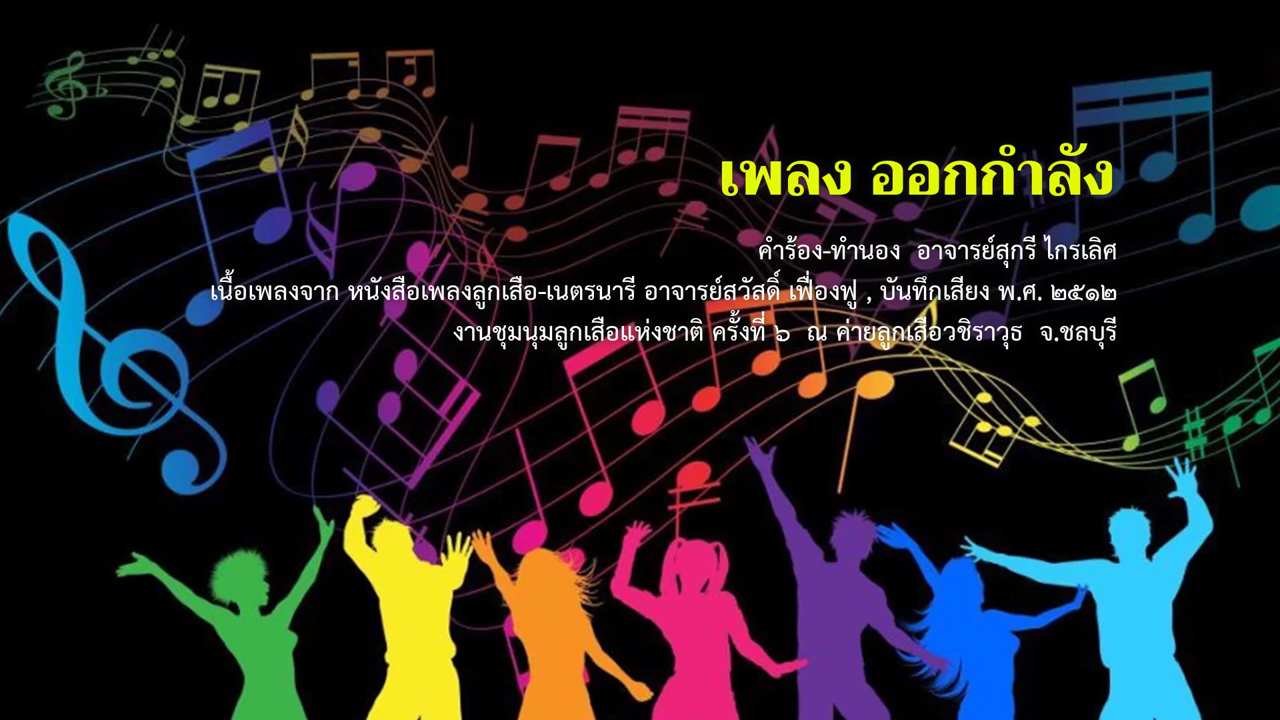 เพลง ออกกำลัง
คำร้อง-ทำนอง อาจารย์สุกรี ไกรเลิศ
เนื้อเพลงจาก หนังสือเพลงลูกเสือ-เนตรนารี อาจารย์สวัสดิ์ เฟื่องฟู , บันทึกเสียง พ.ศ. ๒๕๑๒
งานชุมนุมลูกเสือแห่งชาติ ครั้งที่ ๖ ณ ค่ายลูกเสือวชิราวุธ จ.ชลบุรี